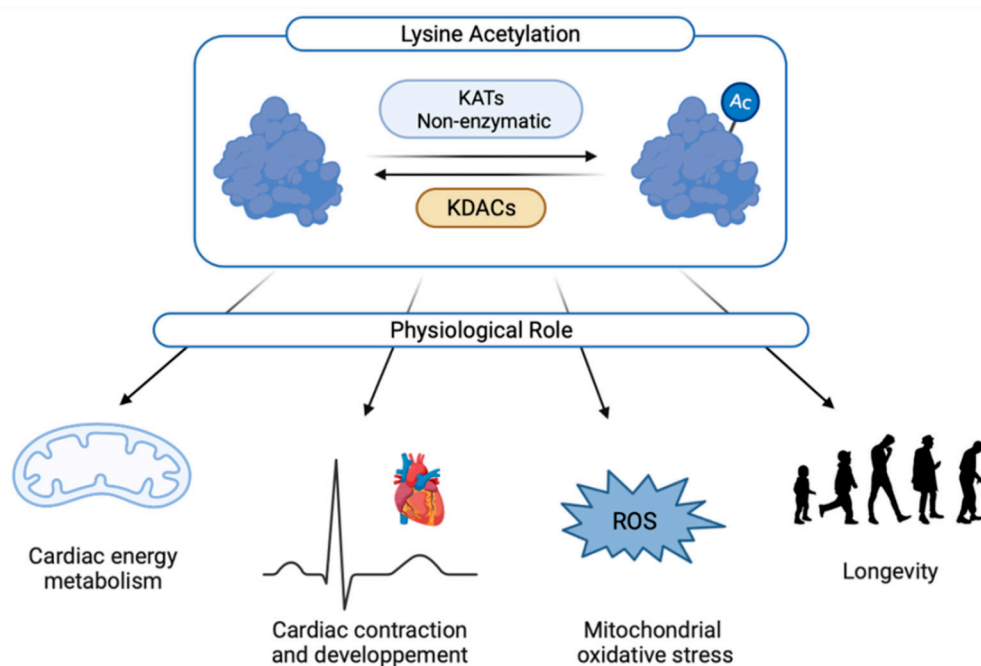 Lysine Acetylation
KATs
Non-enzymatic
Ac
KDACs
Physiological Role
ROS
Cardiac energy
metabolism
Cardiac contraction
and developpement
Mitochondrial
oxidative stress
Longevity